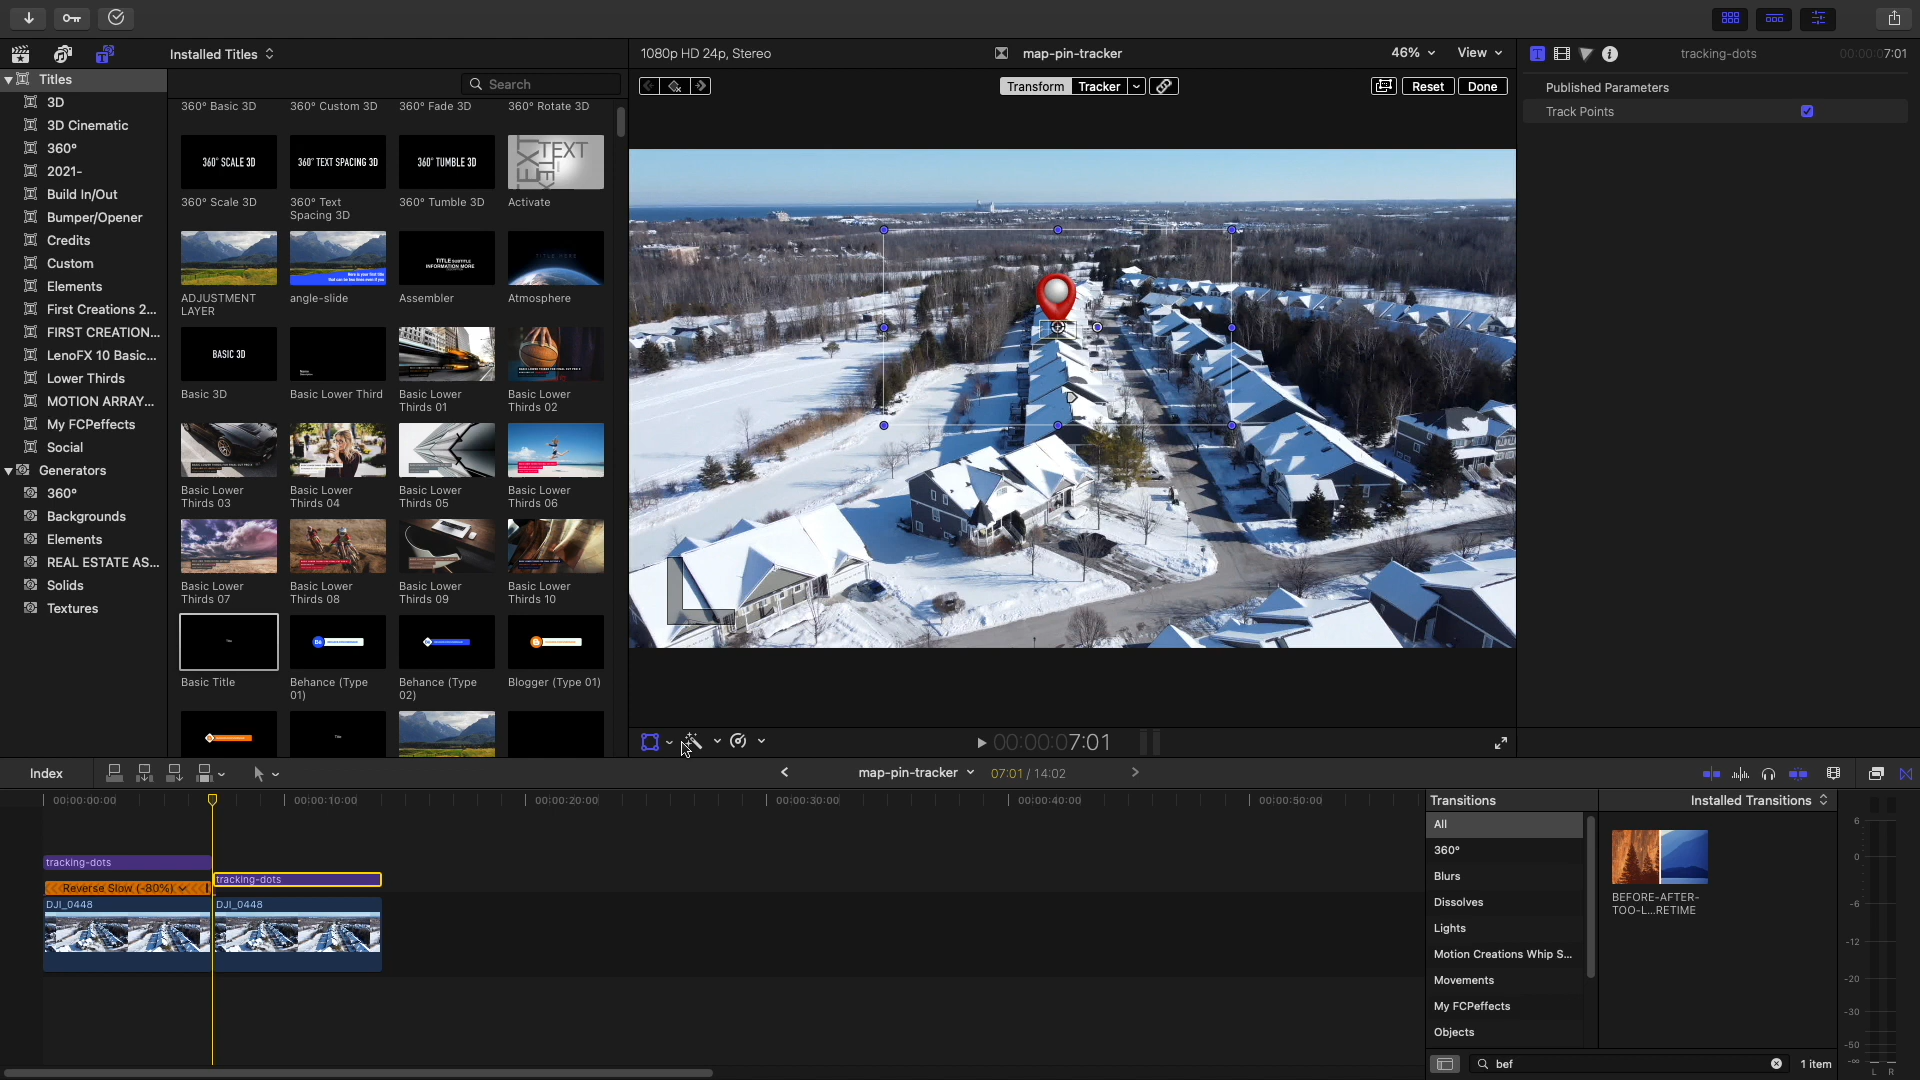 Installed Titles
1080p HD 24p, Stereo
map-pin-tracker
46%
View
tracking-dots
00:00:07:01
Titles
Search
Transform
Tracker
Reset
Done
Published Parameters
Track Points
3D
3D Cinematic
360°
2021-
Build In/Out
Bumper/Opener
Credits
Custom
Elements
First Creations 2...
FIRST CREATION...
LenoFX 10 Basic...
Lower Thirds
MOTION ARRAY...
My FCPeffects
Social
Generators
360°
Backgrounds
Elements
REAL ESTATE AS...
Solids
Textures
360° Basic 3D
360° Custom 3D
360° Fade 3D
360° Rotate 3D
360° SCALE 3D
360° TEXT SPACING 3D
360° TUMBLE 3D
TEXT
TEXT
360° Scale 3D
360° Text
Spacing 3D
360° Tumble 3D
Activate
TITLE SUBTITLE
INFORMATION MORE
TITLE HERE
ADJUSTMENT
LAYER
angle-slide
Assembler
Atmosphere
BASIC 3D
Basic 3D
Basic Lower Third
Basic Lower
Thirds 01
Basic Lower
Thirds 02
Basic Lower
Thirds 03
Basic Lower
Thirds 04
Basic Lower
Thirds 05
Basic Lower
Thirds 06
Basic Lower
Thirds 07
Basic Lower
Thirds 08
Basic Lower
Thirds 09
Basic Lower
Thirds 10
Title
Basic Title
Behance (Type
01)
Behance (Type
02)
Blogger (Type 01)
Title
00:00:07:01
Index
map-pin-tracker
07:01 / 14:02
00:00:00:00
00:00:10:00
00:00:20:00
00:00:30:00
00:00:40:00
00:00:50:00
tracking-dots
Reverse Slow (-80%)
DJI_0448
tracking-dots
DJI_0448
Transitions
Installed Transitions
All
360°
Blurs
Dissolves
Lights
Motion Creations Whip S...
Movements
My FCPeffects
Objects
BEFORE-AFTER-
TOO-L...RETIME
bef
1 item
6
0
-6
-12
-20
-30
-50
-∞
L R